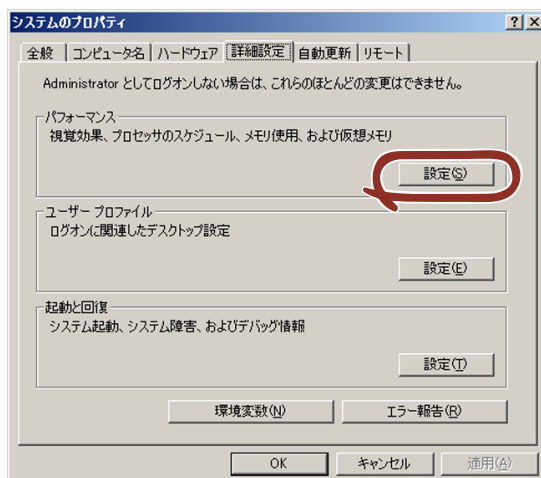 システムのプロパティ
全般 コンピュータ名 ハードウェア 詳細設定 自動更新 リモート
Administrator としてログオンしない場合は、これらのほとんどの変更はできません。
パフォーマンス
視覚効果、プロセッサのスケジュール、メモリ使用、および仮想メモリ
設定(S)
ユーザー プロファイル
ログオンに関連したデスクトップ設定
設定(E)
起動と回復
システム起動、システム障害、およびデバッグ情報
設定(T)
環境変数(N) エラー報告(R)
OK キャンセル 適用(A)